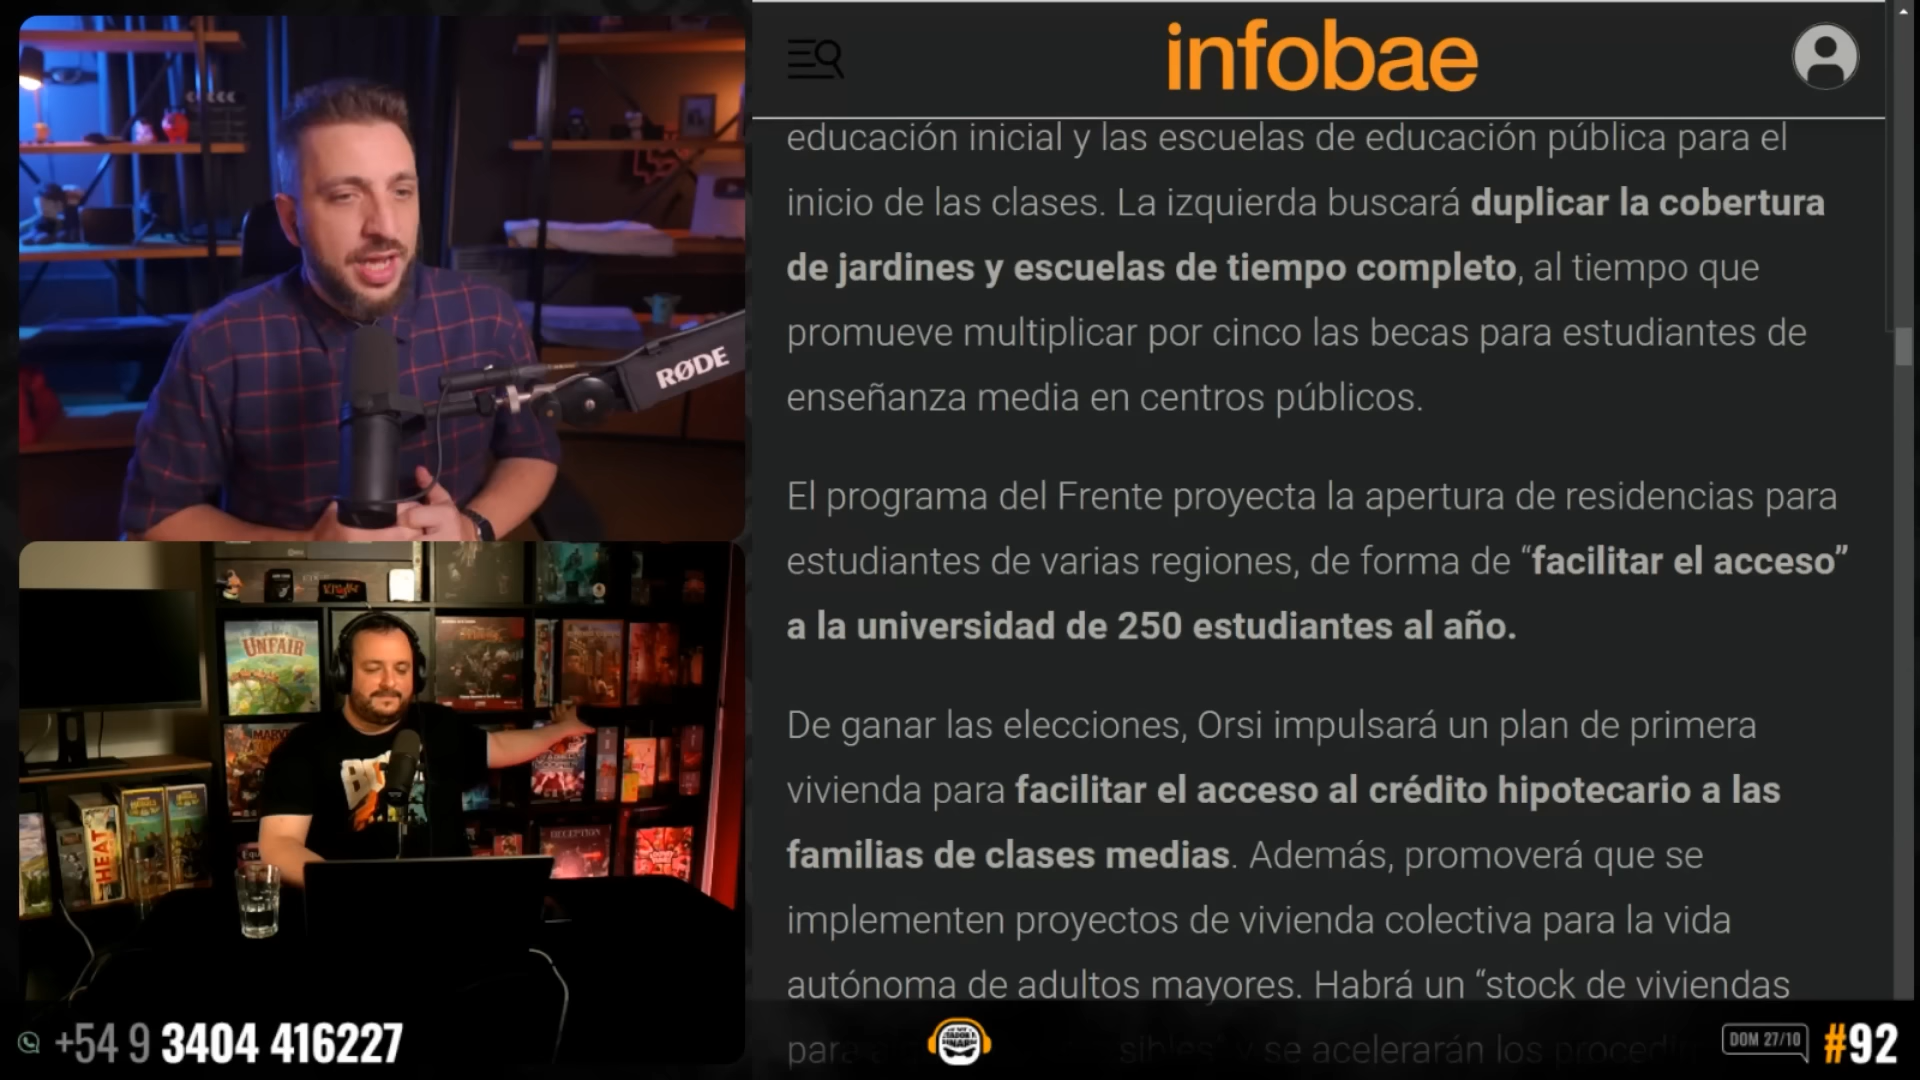 infobae
educación inicial y las escuelas de educación pública para el
inicio de las clases. La izquierda buscará duplicar la cobertura
de jardines y escuelas de tiempo completo, al tiempo que
promueve multiplicar por cinco las becas para estudiantes de
enseñanza media en centros públicos.
El programa del Frente proyecta la apertura de residencias para
estudiantes de varias regiones, de forma de “facilitar el acceso”
a la universidad de 250 estudiantes al año.
De ganar las elecciones, Orsi impulsará un plan de primera
vivienda para facilitar el acceso al crédito hipotecario a las
familias de clases medias. Además, promoverá que se
implementen proyectos de vivienda colectiva para la vida
autónoma de adultos mayores. Habrá un “stock de viviendas
se acelerarán los
RØDE
UNFAIR
HEAT
DECEPTION
+54 9 3404 416227
DOM 27/10
#92